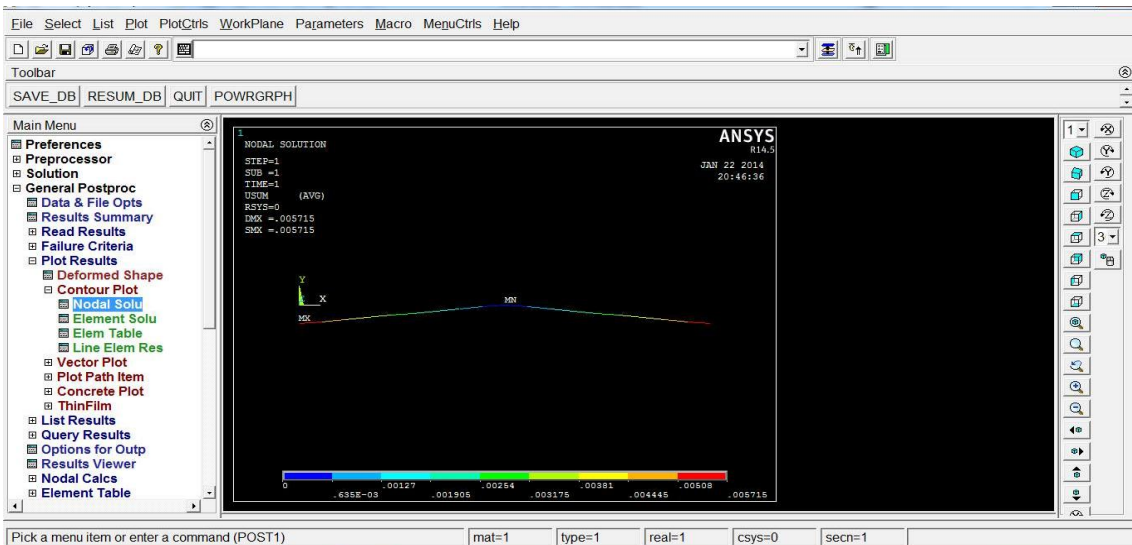 File Select List Plot PlotCtrls WorkPlane Parameters Macro MenuCtrls Help
Toolbar
SAVE_DB RESUM_DB QUIT POWRGRPH
Main Menu
Preferences
Preprocessor
Solution
General Postproc
Data & File Opts
Results Summary
Read Results
Failure Criteria
Plot Results
Deformed Shape
Contour Plot
Nodal Solu
Element Solu
Elem Table
Line Elem Res
Vector Plot
Plot Path Item
Concrete Plot
ThinFilm
List Results
Query Results
Options for Outp
Results Viewer
Nodal Calcs
Element Table
1
NODAL SOLUTION
STEP=1
SUB =1
TIME=1
USUM (AVG)
RSYS=0
DMX =.005715
SMX =.005715
ANSYS
R14.5
JAN 22 2014
20:46:36
Y
X
MX
MN
0 .00127 .00254 .00381 .00508
.635E-03 .001905 .003175 .004445 .005715
1
3
Pick a menu item or enter a command (POST1) mat=1 type=1 real=1 csys=0 secn=1